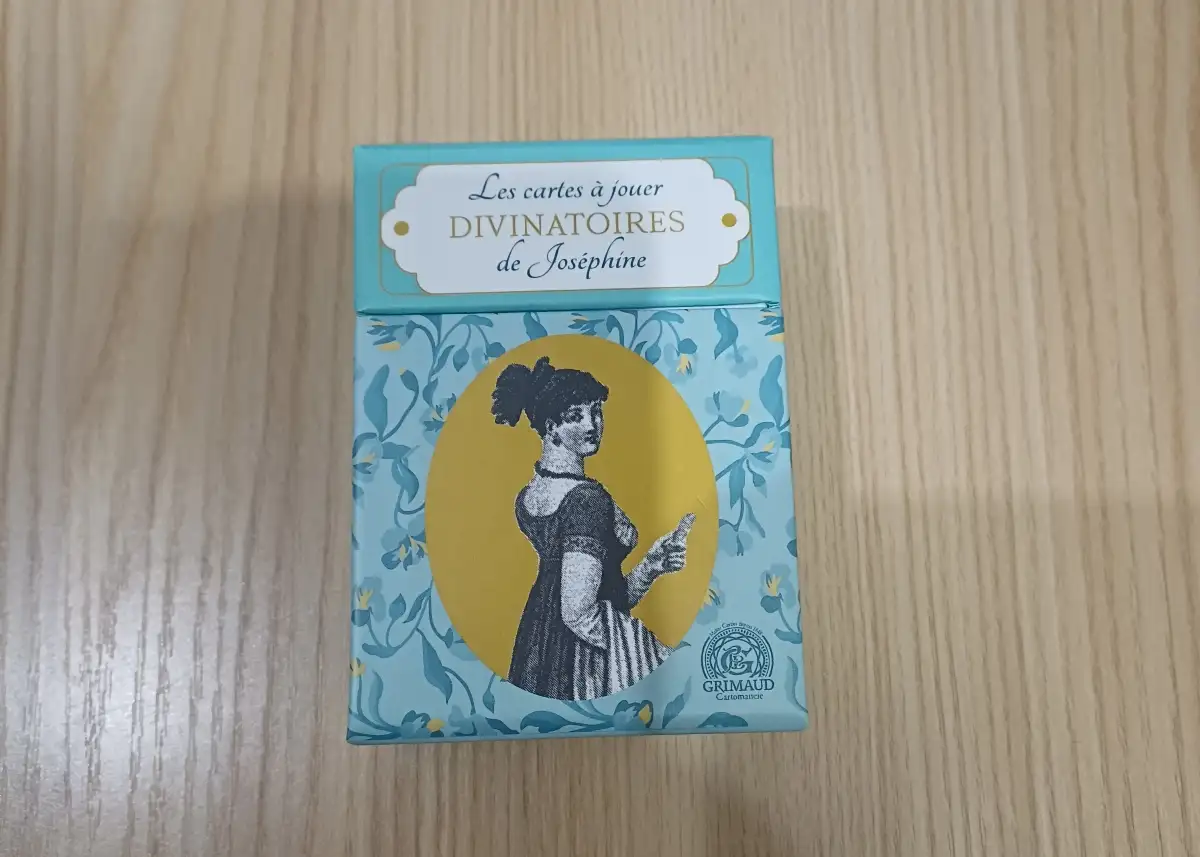 Les cartes à jouer
DIVINATOIRES
de Joséphine
GRIMAUD
Cartomancie